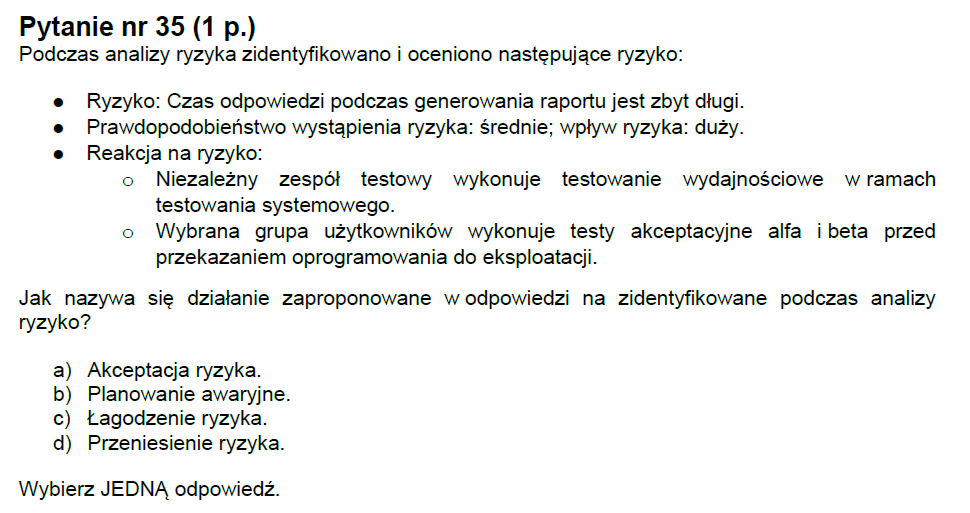 Pytanie nr 35 (1 p.)
Podczas analizy ryzyka zidentyfikowano i oceniono następujące ryzyko:
● Ryzyko: Czas odpowiedzi podczas generowania raportu jest zbyt długi.
● Prawdopodobieństwo wystąpienia ryzyka: średnie; wpływ ryzyka: duży.
● Reakcja na ryzyko:
○ Niezależny zespół testowy wykonuje testowanie wydajnościowe w ramach
testowania systemowego.
○ Wybrana grupa użytkowników wykonuje testy akceptacyjne alfa i beta przed
przekazaniem oprogramowania do eksploatacji.
Jak nazywa się działanie zaproponowane w odpowiedzi na zidentyfikowane podczas analizy
ryzyko?
a) Akceptacja ryzyka.
b) Planowanie awaryjne.
c) Łagodzenie ryzyka.
d) Przeniesienie ryzyka.
Wybierz JEDNĄ odpowiedź.